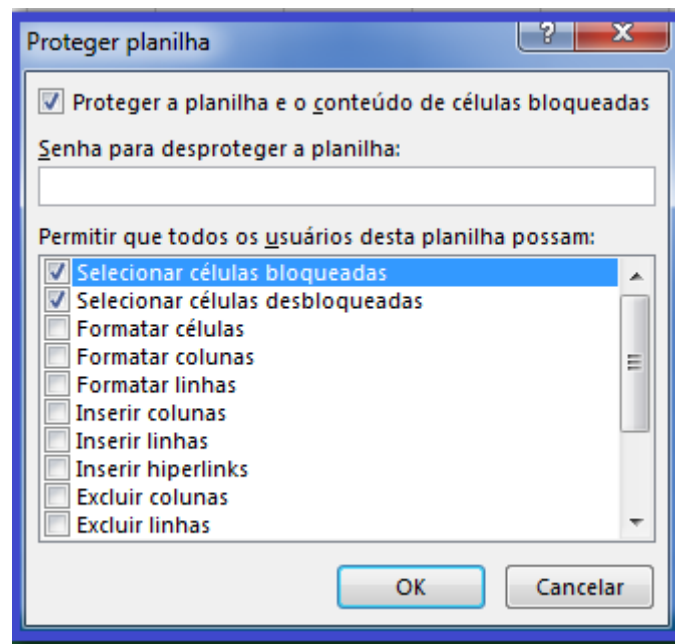 Proteger planilha
Proteger a planilha e o conteúdo de células bloqueadas
Senha para desproteger a planilha:
Permitir que todos os usuários desta planilha possam:
Selecionar células bloqueadas
Selecionar células desbloqueadas
Formatar células
Formatar colunas
Formatar linhas
Inserir colunas
Inserir linhas
Inserir hiperlinks
Excluir colunas
Excluir linhas
OK Cancelar